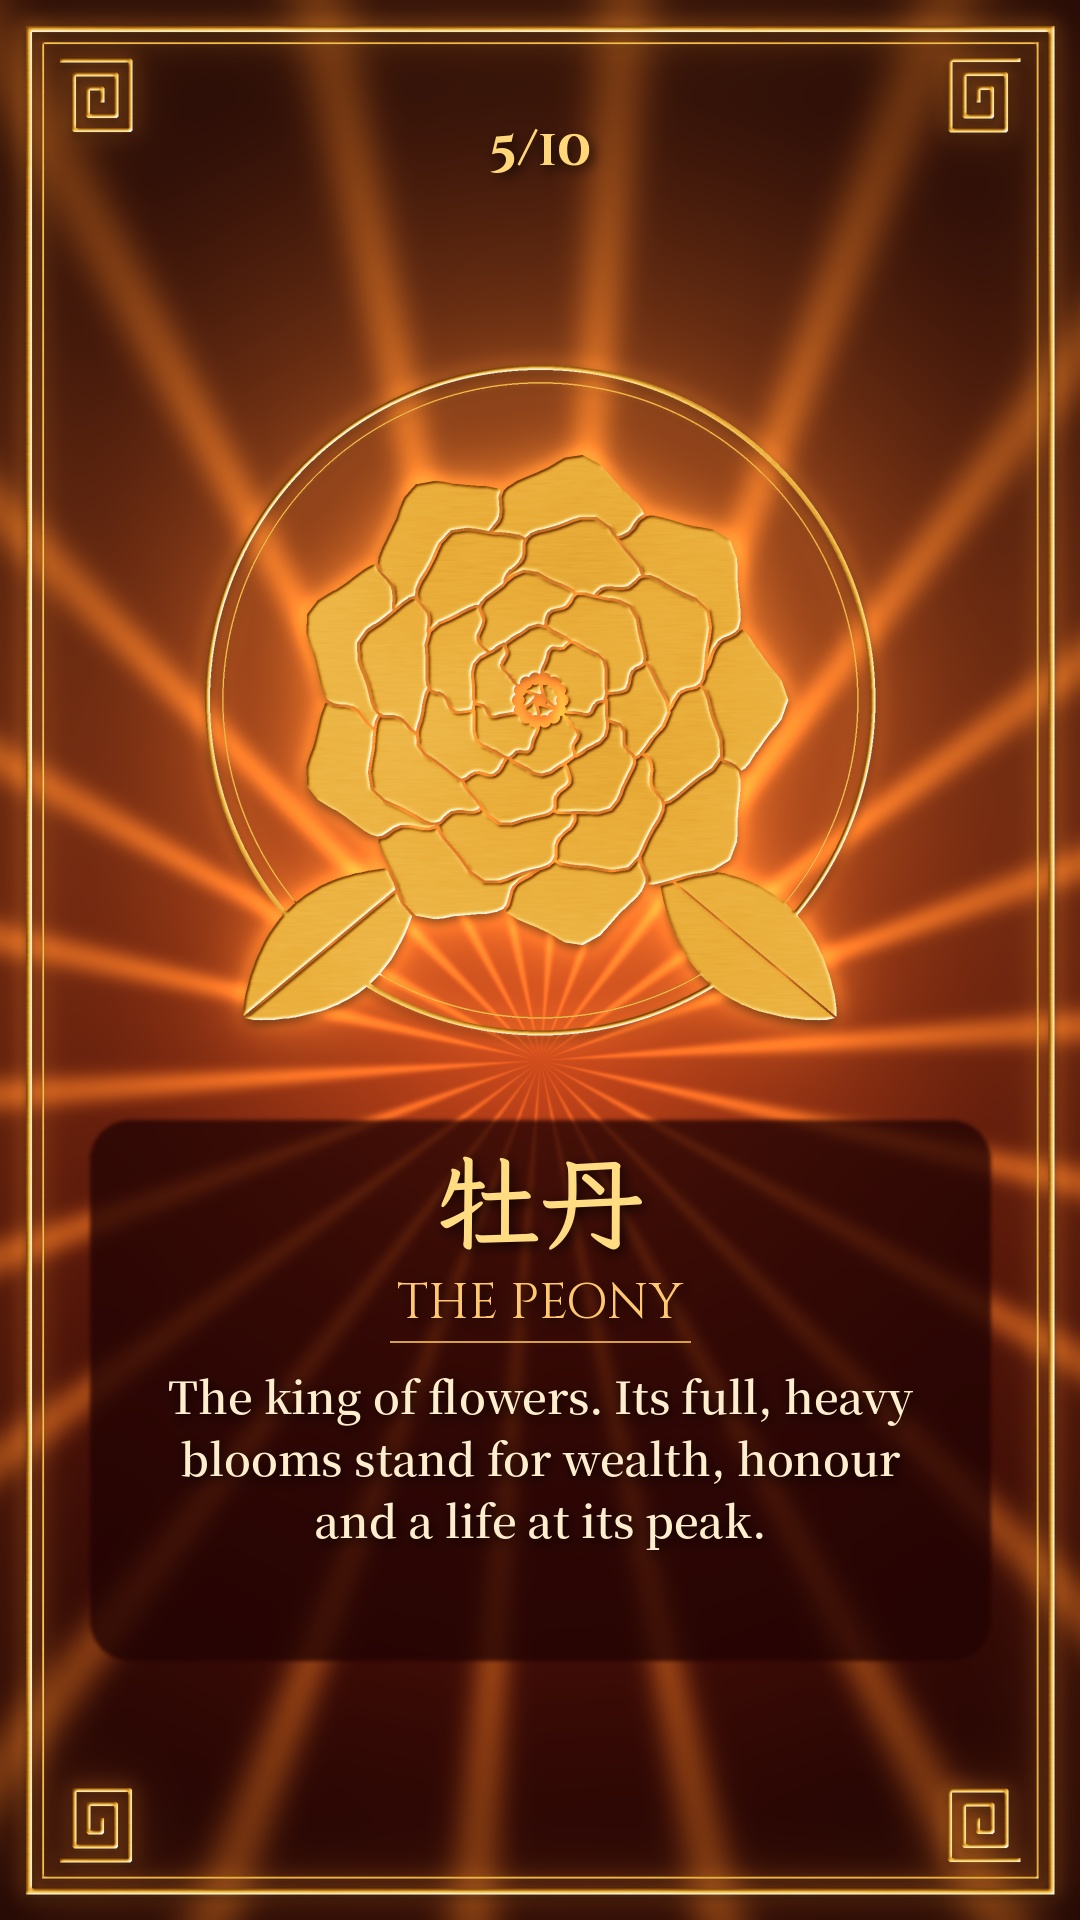 5/10
牡丹
THE PEONY
The king of flowers. Its full, heavy
blooms stand for wealth, honour
and a life at its peak.